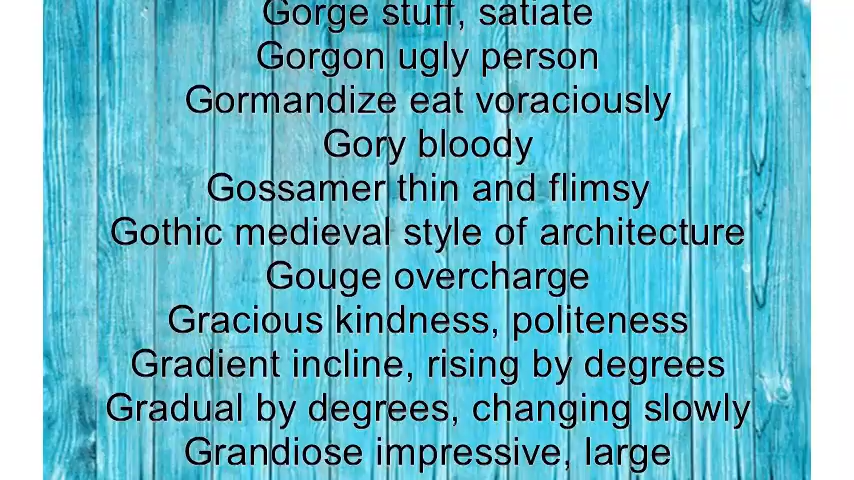 Gorge stuff, satiate
Gorgon ugly person
Gormandize eat voraciously
Gory bloody
Gossamer thin and flimsy
Gothic medieval style of architecture
Gouge overcharge
Gracious kindness, politeness
Gradient incline, rising by degrees
Gradual by degrees, changing slowly
Grandiose impressive, large